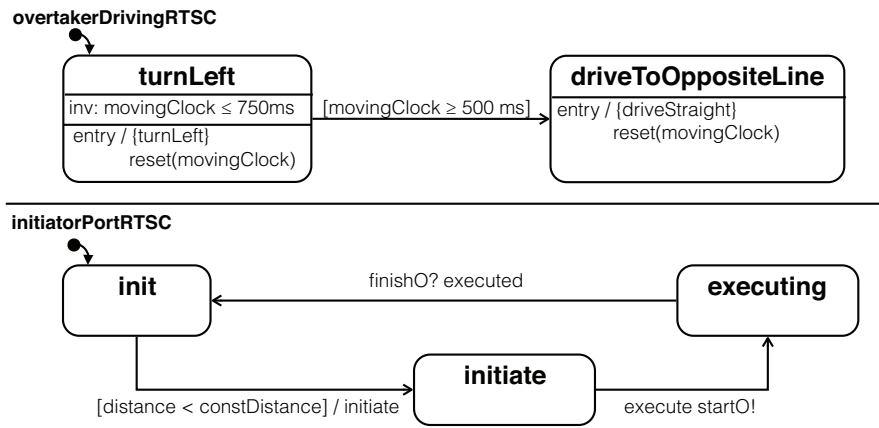 overtakerDrivingRTSC
turnLeft
inv: movingClock ≤ 750ms
entry / {turnLeft}
reset(movingClock)
[movingClock ≥ 500 ms]
driveToOppositeLine
entry / {driveStraight}
reset(movingClock)
initiatorPortRTSC
init
finishO? executed
executing
[distance < constDistance] / initiate
initiate
execute startO!